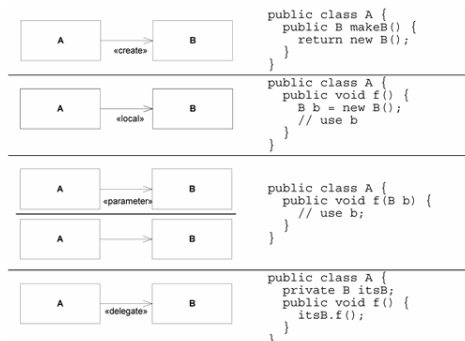 A
B
«create»
public class A {
public B makeB() {
return new B();
}
}
A
B
«local»
public class A {
public void f() {
B b = new B();
// use b
}
}
A
B
«parameter»
A
B
public class A {
public void f(B b) {
// use b;
}
}
A
B
«delegate»
public class A {
private B itsB;
public void f() {
itsB.f();
}
}